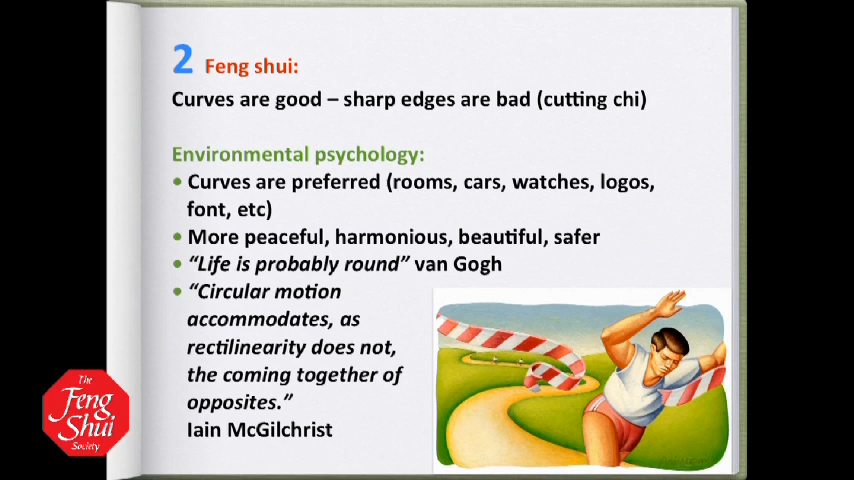 2 Feng shui:
Curves are good – sharp edges are bad (cutting chi)
Environmental psychology:
• Curves are preferred (rooms, cars, watches, logos,
font, etc)
• More peaceful, harmonious, beautiful, safer
• “Life is probably round” van Gogh
• “Circular motion
accommodates, as
rectilinearity does not,
the coming together of
opposites.”
Iain McGilchrist
The
Feng
Shui
Society